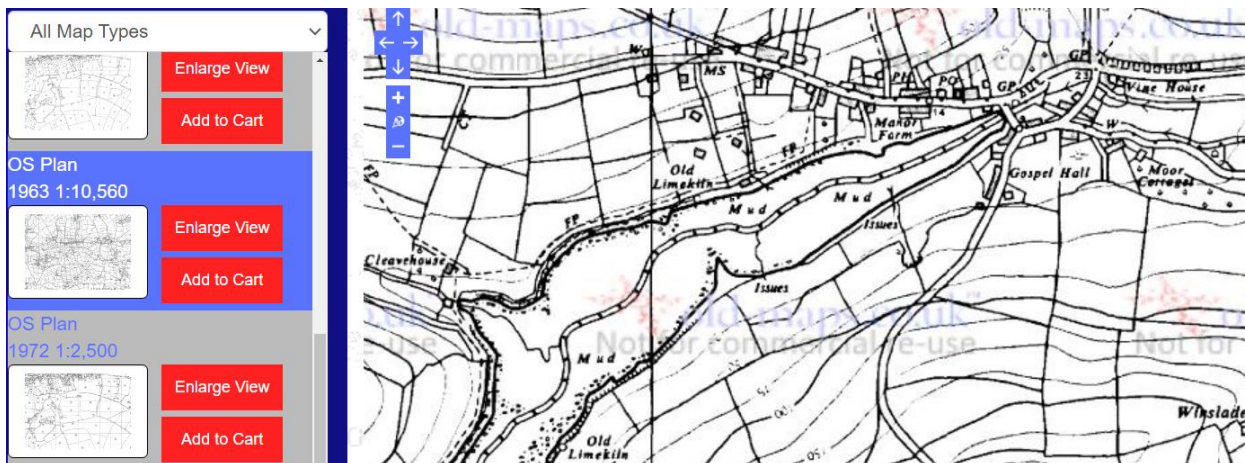 All Map Types
Enlarge View
Add to Cart
OS Plan
1963 1:10,560
Enlarge View
Add to Cart
OS Plan
1972 1:2,500
Enlarge View
Add to Cart
old-maps.co.uk
old-maps.co.uk
Not for commercial re-use
W
MS
PH
PO
GP
GP
23
Vine House
14
Manor
Farm
W
FP
FP
Old
Limekiln
Gospel Hall
Moor
Cottages
Mud
Mud
FP
Issues
Cleavehouse
Issues
old-maps.co.uk
Not for commercial re-use
Not for
Mud
Winslade
Old
Limekiln